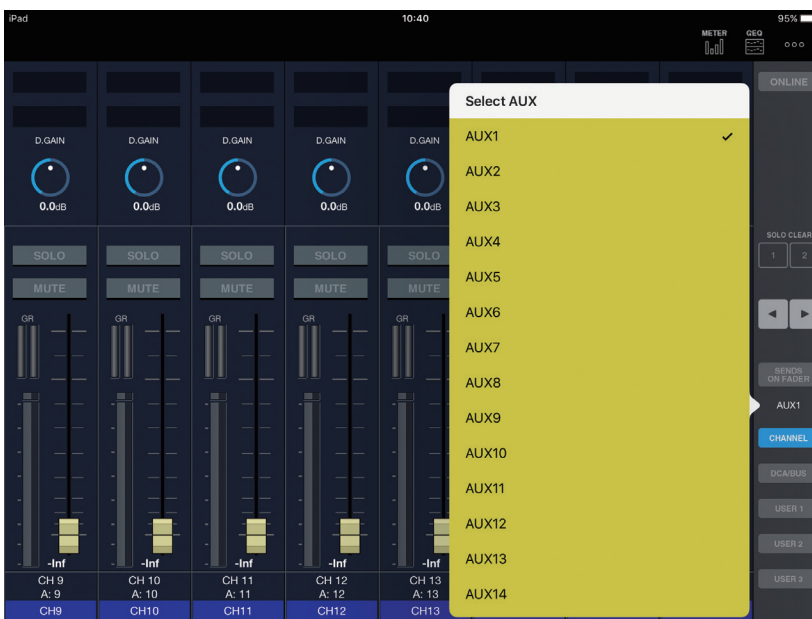 iPad 10:40 95%
METER GEQ
ONLINE
Select AUX
AUX1
AUX2
AUX3
AUX4
AUX5
AUX6
AUX7
AUX8
AUX9
AUX10
AUX11
AUX12
AUX13
AUX14
D.GAIN D.GAIN D.GAIN D.GAIN D.GAIN
0.0dB 0.0dB 0.0dB 0.0dB 0.0dB
SOLO SOLO SOLO SOLO SOLO
MUTE MUTE MUTE MUTE MUTE
GR GR GR GR GR
-Inf -Inf -Inf -Inf -Inf
CH 9 CH 10 CH 11 CH 12 CH 13
A: 9 A: 10 A: 11 A: 12 A: 13
CH9 CH10 CH11 CH12 CH13
SOLO CLEAR
1 2
SENDS
ON FADER
AUX1
CHANNEL
DCA/BUS
USER 1
USER 2
USER 3